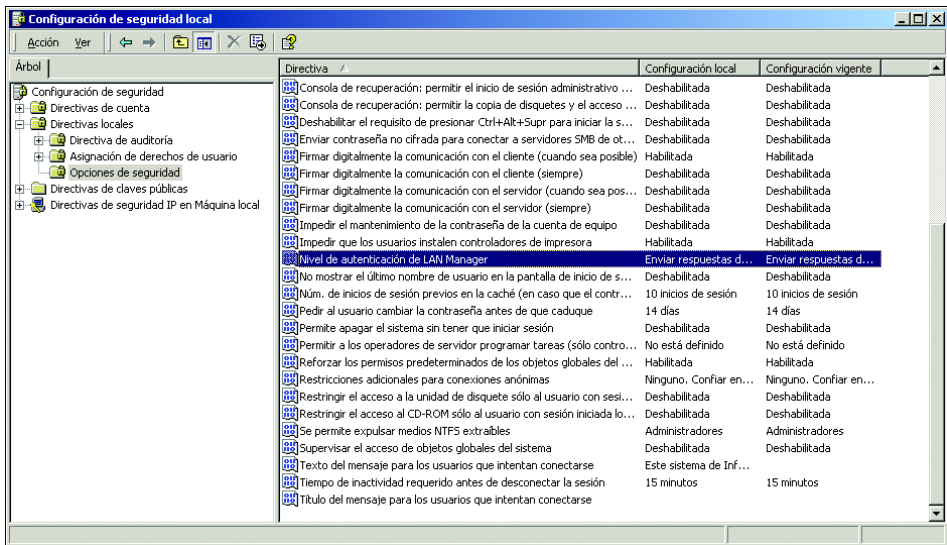 Configuración de seguridad local
Acción Ver
Árbol
Configuración de seguridad
Directivas de cuenta
Directivas locales
Directiva de auditoría
Asignación de derechos de usuario
Opciones de seguridad
Directivas de claves públicas
Directivas de seguridad IP en Máquina local
Directiva Configuración local Configuración vigente
Consola de recuperación: permitir el inicio de sesión administrativo ... Deshabilitada Deshabilitada
Consola de recuperación: permitir la copia de disquetes y el acceso ... Deshabilitada Deshabilitada
Deshabilitar el requisito de presionar Ctrl+Alt+Supr para iniciar la s... Deshabilitada Deshabilitada
Enviar contraseña no cifrada para conectar a servidores SMB de ot... Deshabilitada Deshabilitada
Firmar digitalmente la comunicación con el cliente (cuando sea posible) Habilitada Habilitada
Firmar digitalmente la comunicación con el cliente (siempre) Deshabilitada Deshabilitada
Firmar digitalmente la comunicación con el servidor (cuando sea pos... Deshabilitada Deshabilitada
Firmar digitalmente la comunicación con el servidor (siempre) Deshabilitada Deshabilitada
Impedir el mantenimiento de la contraseña de la cuenta de equipo Deshabilitada Deshabilitada
Impedir que los usuarios instalen controladores de impresora Habilitada Habilitada
Nivel de autenticación de LAN Manager Enviar respuestas d... Enviar respuestas d...
No mostrar el último nombre de usuario en la pantalla de inicio de s... Deshabilitada Deshabilitada
Núm. de inicios de sesión previos en la caché (en caso que el contr... 10 inicios de sesión 10 inicios de sesión
Pedir al usuario cambiar la contraseña antes de que caduque 14 días 14 días
Permite apagar el sistema sin tener que iniciar sesión Deshabilitada Deshabilitada
Permitir a los operadores de servidor programar tareas (sólo contro... No está definido No está definido
Reforzar los permisos predeterminados de los objetos globales del ... Habilitada Habilitada
Restricciones adicionales para conexiones anónimas Ninguno. Confiar en... Ninguno. Confiar en...
Restringir el acceso a la unidad de disquete sólo al usuario con sesi... Deshabilitada Deshabilitada
Restringir el acceso al CD-ROM sólo al usuario con sesión iniciada lo... Deshabilitada Deshabilitada
Se permite expulsar medios NTFS extraíbles Administradores Administradores
Supervisar el acceso de objetos globales del sistema Deshabilitada Deshabilitada
Texto del mensaje para los usuarios que intentan conectarse Este sistema de Inf...
Tiempo de inactividad requerido antes de desconectar la sesión 15 minutos 15 minutos
Título del mensaje para los usuarios que intentan conectarse